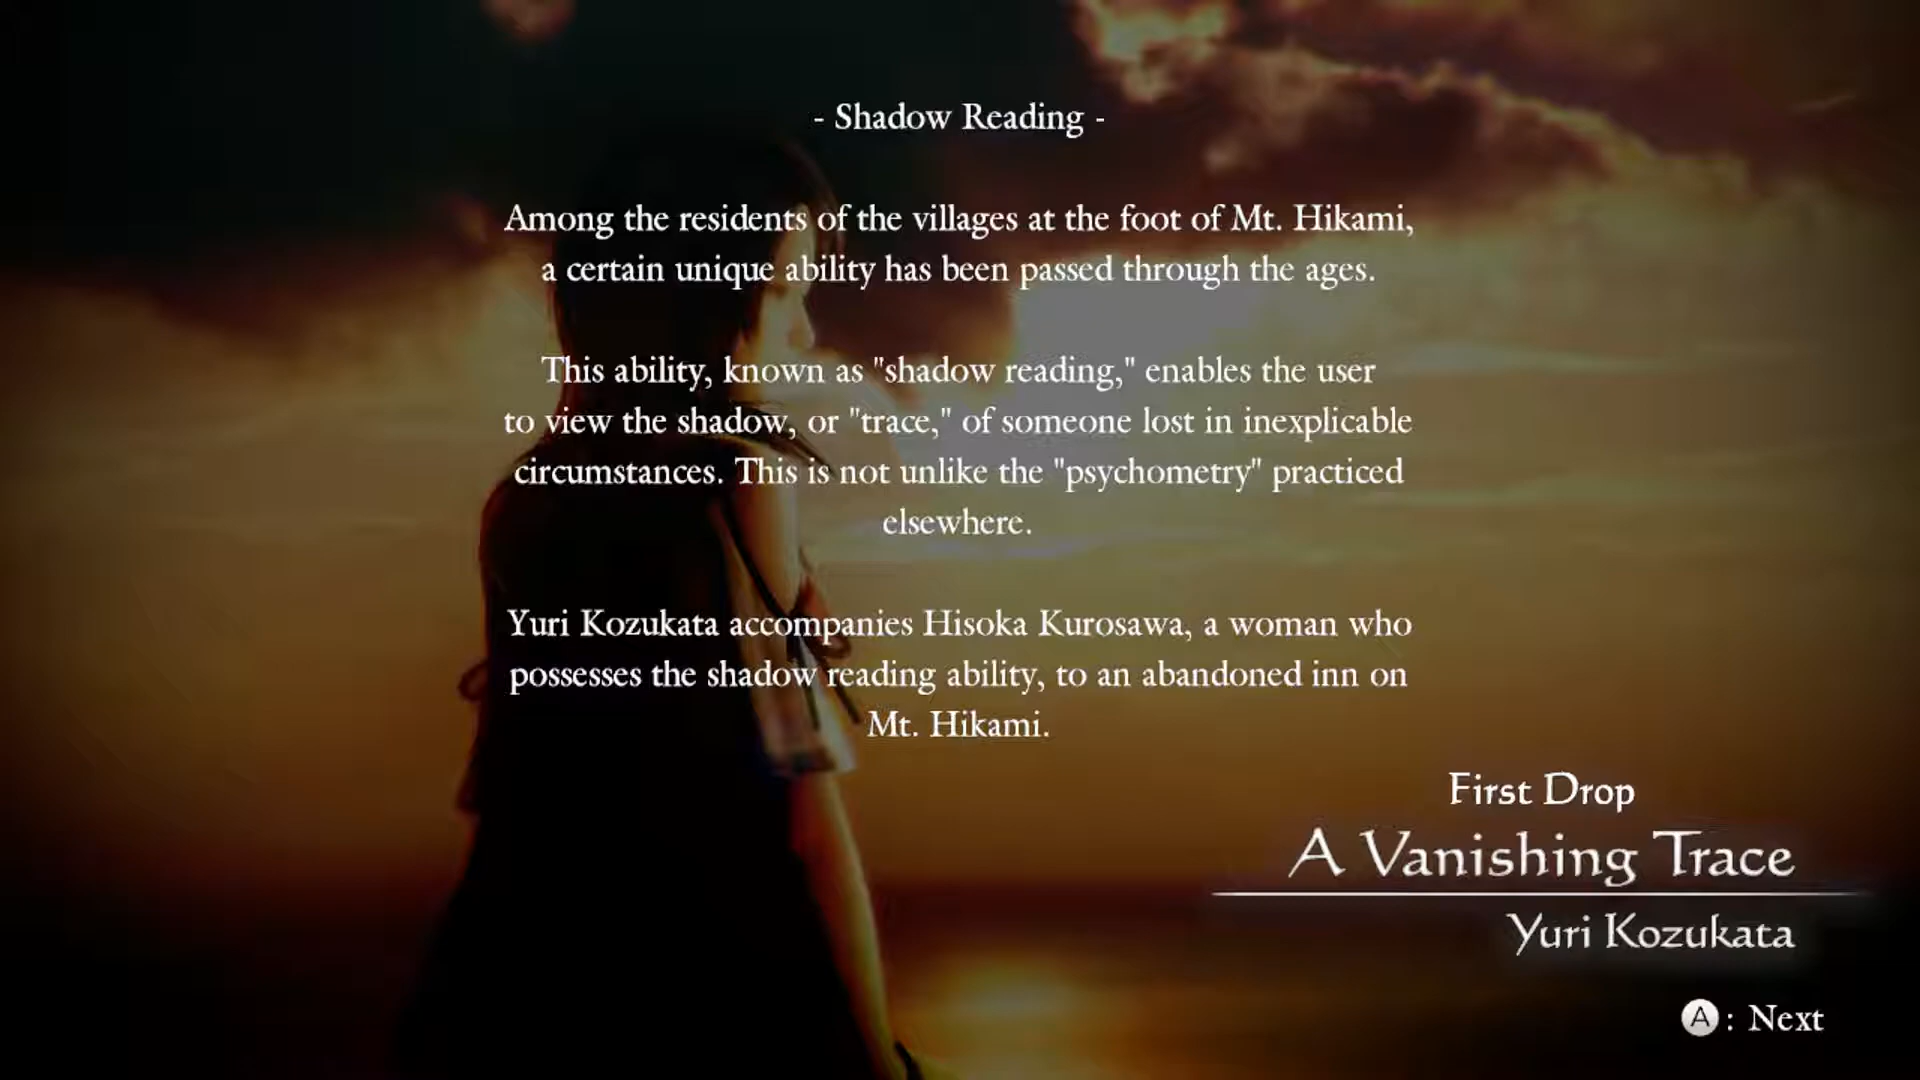 - Shadow Reading -
Among the residents of the villages at the foot of Mt. Hikami,
a certain unique ability has been passed through the ages.
This ability, known as "shadow reading," enables the user
to view the shadow, or "trace," of someone lost in inexplicable
circumstances. This is not unlike the "psychometry" practiced
elsewhere.
Yuri Kozukata accompanies Hisoka Kurosawa, a woman who
possesses the shadow reading ability, to an abandoned inn on
Mt. Hikami.
First Drop
A Vanishing Trace
Yuri Kozukata
A : Next